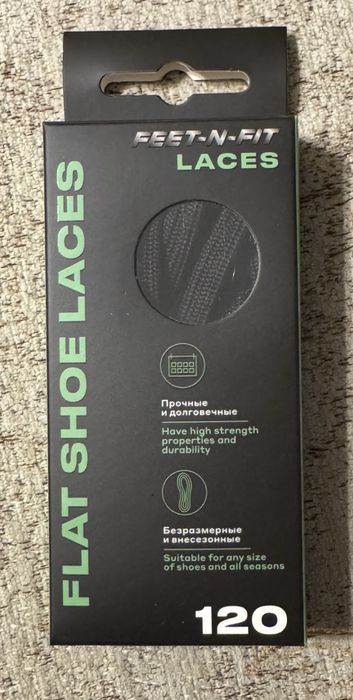 FEET-N-FIT
LACES
FLAT SHOE LACES
Прочные
и долговечные
Have high strength
properties and
durability
Безразмерные
и внесезонные
Suitable for any size
of shoes and all seasons
120